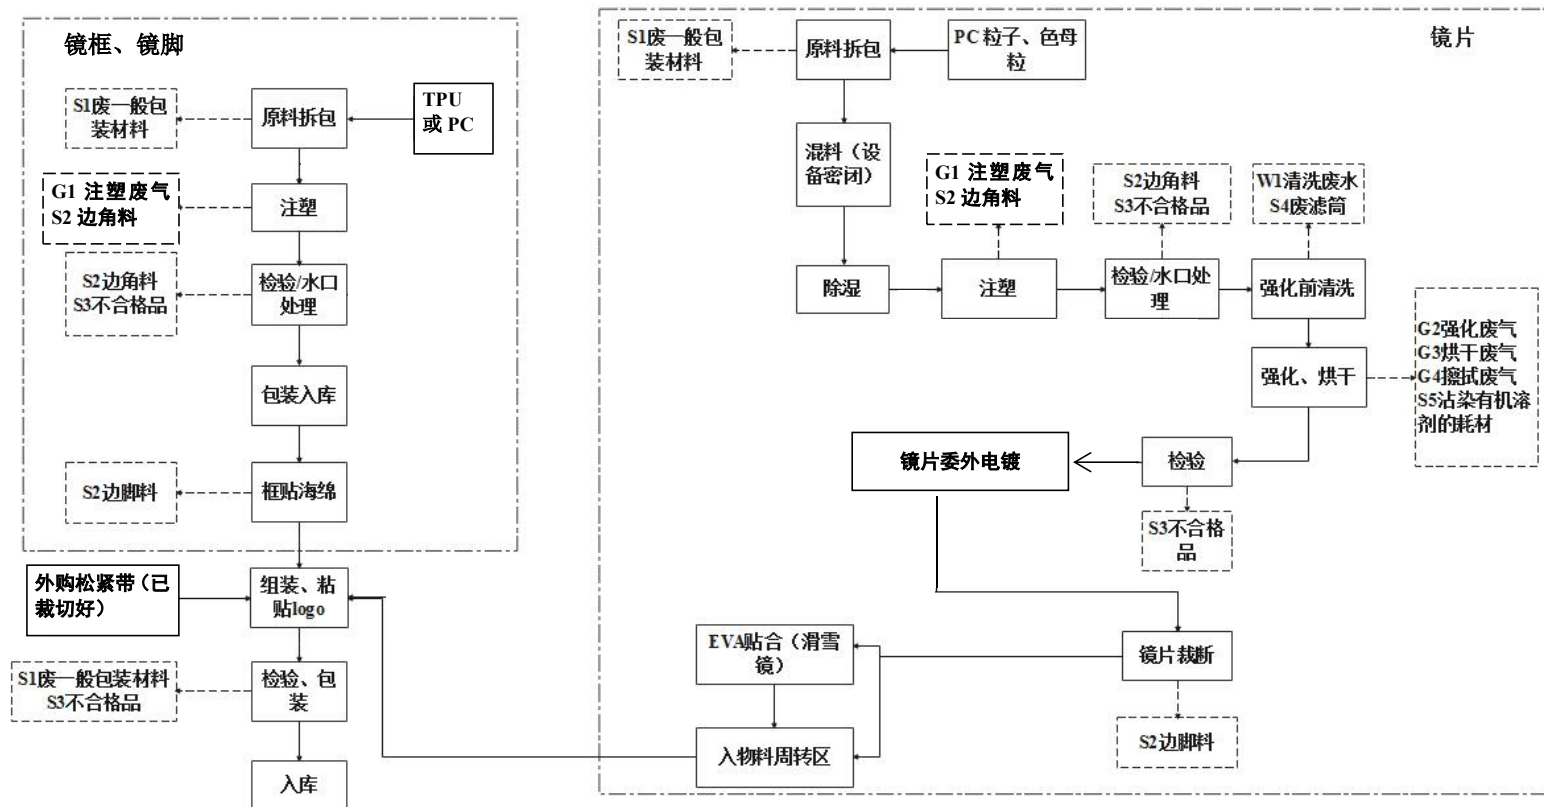 镜框、镜脚
S1废一般包
装材料
原料拆包
TPU
或 PC
G1 注塑废气
S2 边角料
注塑
S2边角料
S3不合格品
检验/水口
处理
包装入库
S2边脚料
框贴海绵
外购松紧带（已
裁切好）
组装、粘
贴logo
S1废一般包装材料
S3不合格品
检验、包
装
入库
镜片
S1废一般包
装材料
原料拆包
PC 粒子、色母
粒
混料（设
备密闭）
除湿
G1 注塑废气
S2 边角料
注塑
S2边角料
S3不合格品
检验/水口处
理
W1清洗废水
S4废滤筒
强化前清洗
强化、烘干
G2强化废气
G3烘干废气
G4擦拭废气
S5沾染有机溶
剂的耗材
检验
S3不合格
品
镜片委外电镀
镜片裁断
S2边脚料
EVA贴合（滑雪
镜）
入物料周转区